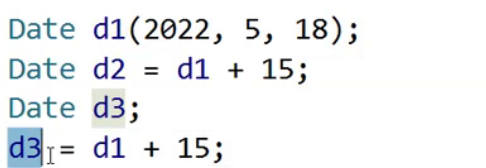 Date d1(2022, 5, 18);
Date d2 = d1 + 15;
Date d3;
d3 = d1 + 15;